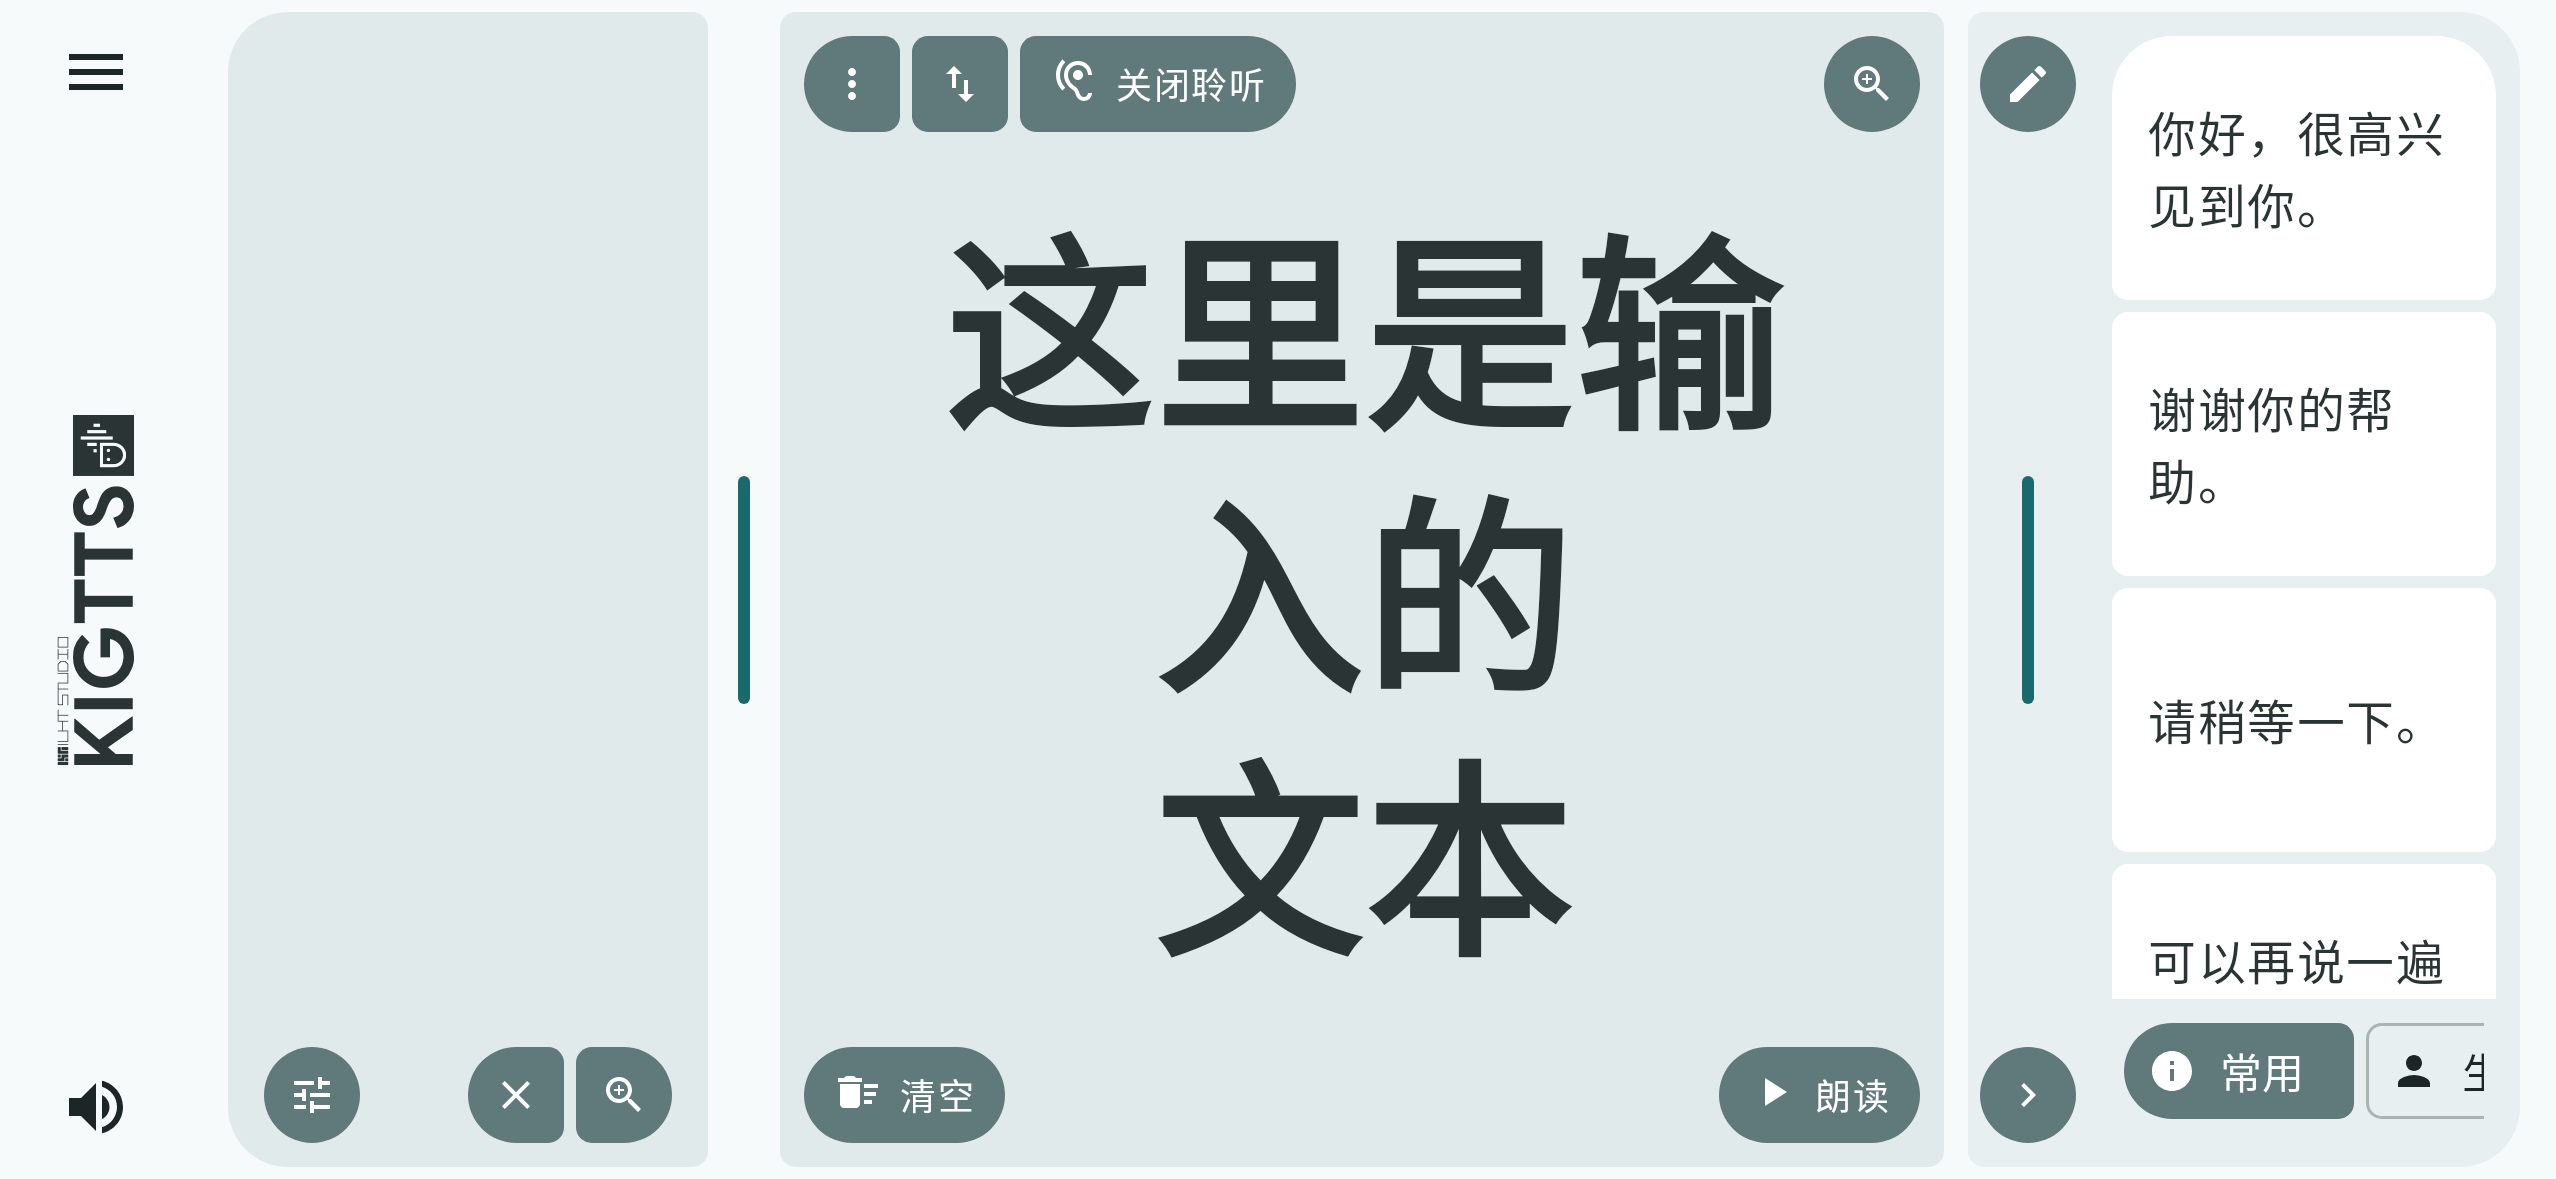 KIGTTS
关闭聆听
这里是输
入的
文本
清空
朗读
你好，很高兴
见到你。
谢谢你的帮
助。
请稍等一下。
可以再说一遍
常用